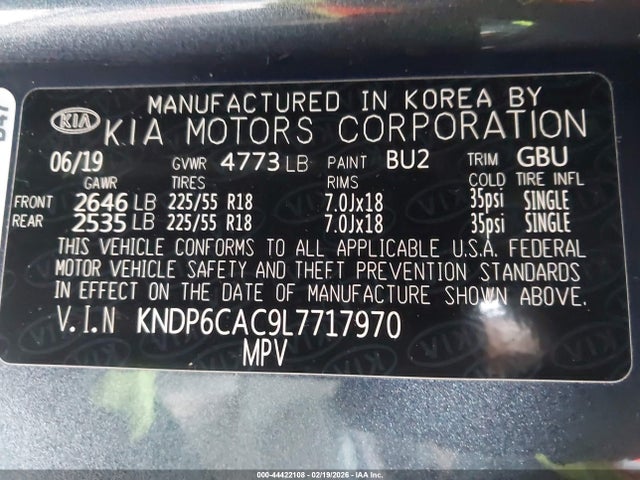 MANUFACTURED IN KOREA BY
KIA KIA MOTORS CORPORATION
06/19 GVWR 4773 LB PAINT BU2 TRIM GBU
GAWR TIRES RIMS COLD TIRE INFL
FRONT 2646 LB 225/55 R18 7.0Jx18 35psi SINGLE
REAR 2535 LB 225/55 R18 7.0Jx18 35psi SINGLE
THIS VEHICLE CONFORMS TO ALL APPLICABLE U.S.A. FEDERAL
MOTOR VEHICLE SAFETY AND THEFT PREVENTION STANDARDS
IN EFFECT ON THE DATE OF MANUFACTURE SHOWN ABOVE.
V.I.N KNDP6CAC9L7717970
MPV
000-44422108 - 02/19/2026 - IAA Inc.